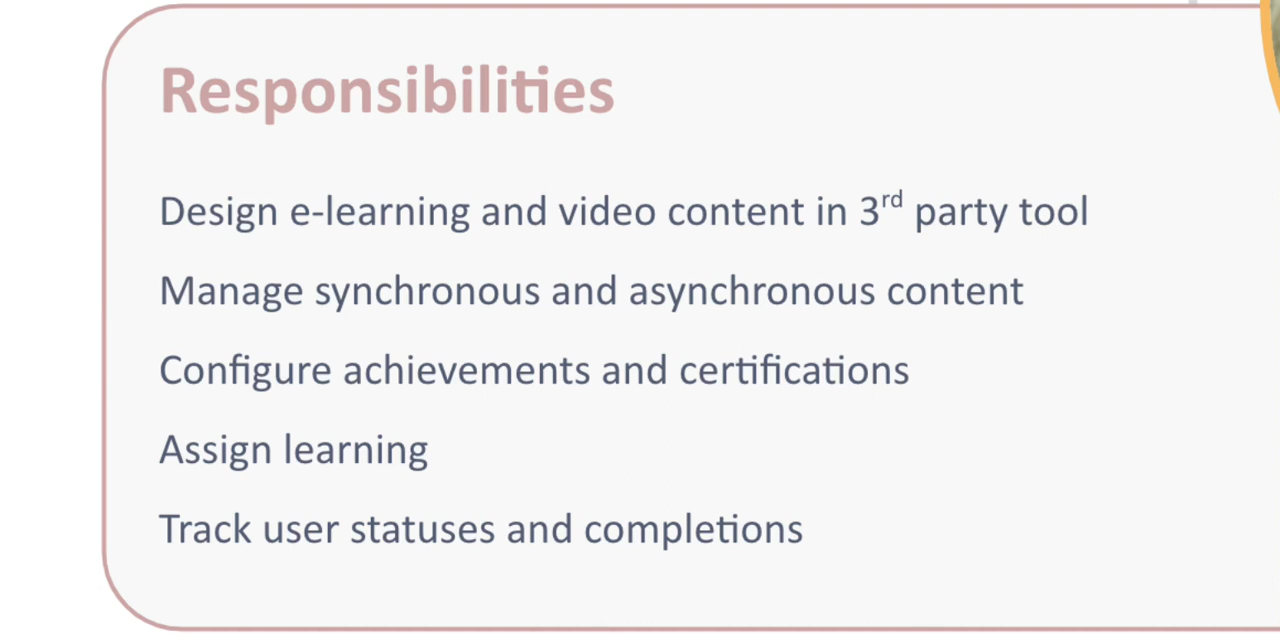 Responsibilities
Design e-learning and video content in 3rd party tool
Manage synchronous and asynchronous content
Configure achievements and certifications
Assign learning
Track user statuses and completions